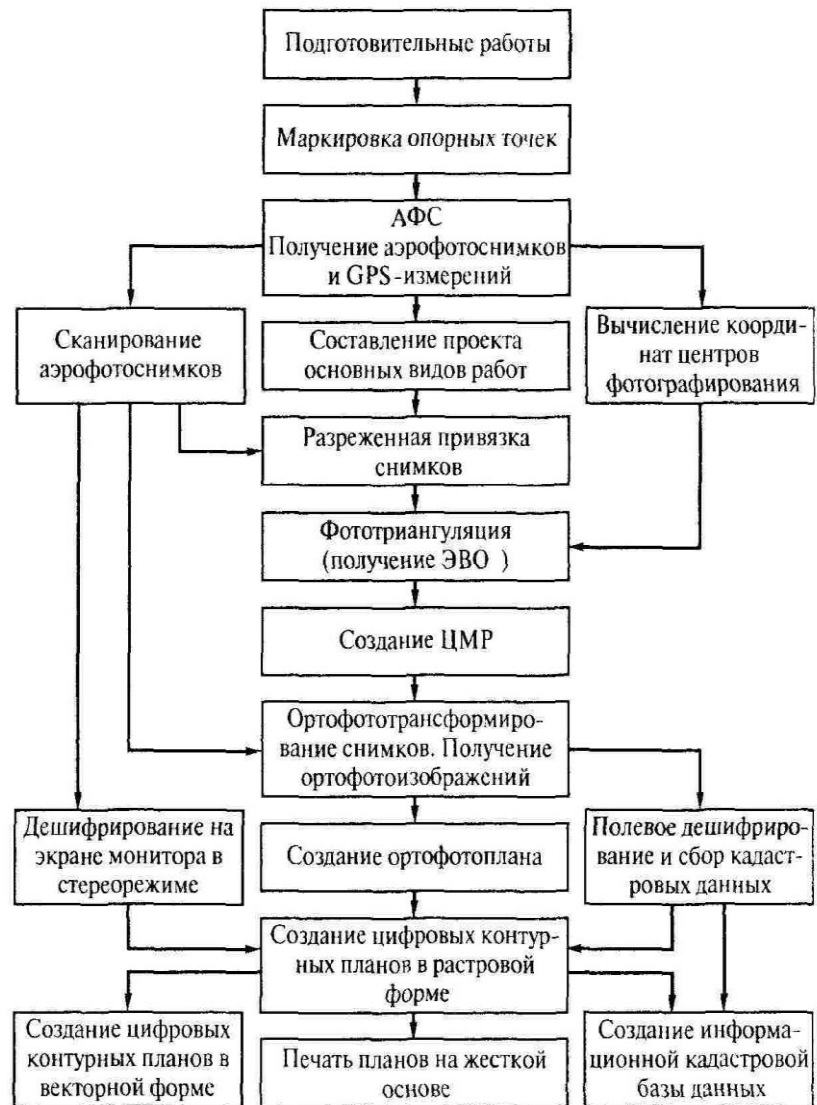 Подготовительные работы
Маркировка опорных точек
АФС
Получение аэрофотоснимков
и GPS-измерений
Сканирование
аэрофотоснимков
Составление проекта
основных видов работ
Вычисление коорди-
нат центров
фотографирования
Разреженная привязка
снимков
Фототриангуляция
(получение ЭВО )
Создание ЦМР
Ортофототрансформиро-
вание снимков. Получение
ортофотоизображений
Дешифрирование на
экране монитора в
стереорежиме
Создание ортофотоплана
Полевое дешифриро-
вание и сбор кадаст-
ровых данных
Создание цифровых контур-
ных планов в растровой
форме
Создание цифровых
контурных планов в
векторной форме
Печать планов на жесткой
основе
Создание информа-
ционной кадастровой
базы данных